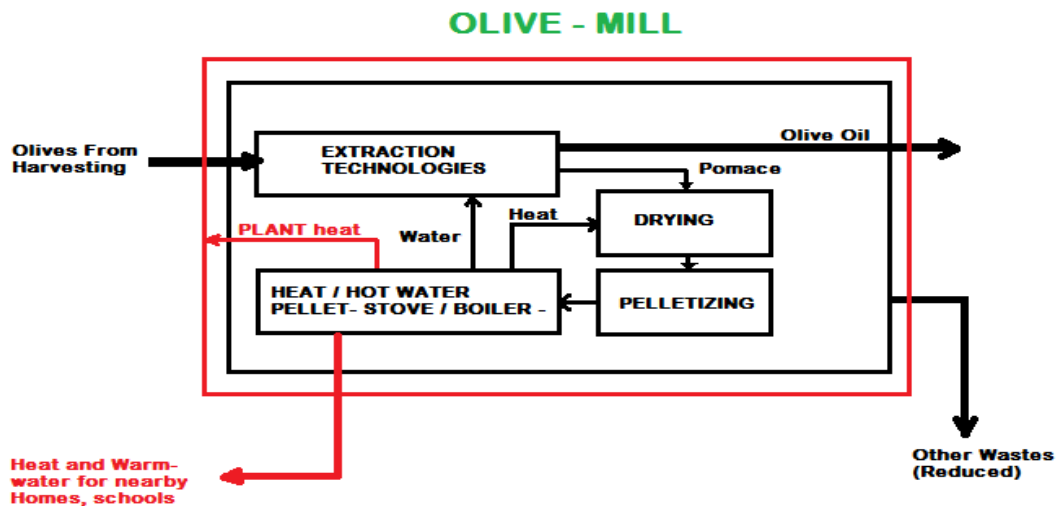 OLIVE - MILL
Olives From
Harvesting
EXTRACTION
TECHNOLOGIES
Olive Oil
Pomace
DRYING
Heat
Water
PLANT heat
HEAT / HOT WATER
PELLET- STOVE / BOILER -
PELLETIZING
Heat and Warm-
water for nearby
Homes, schools
Other Wastes
(Reduced)